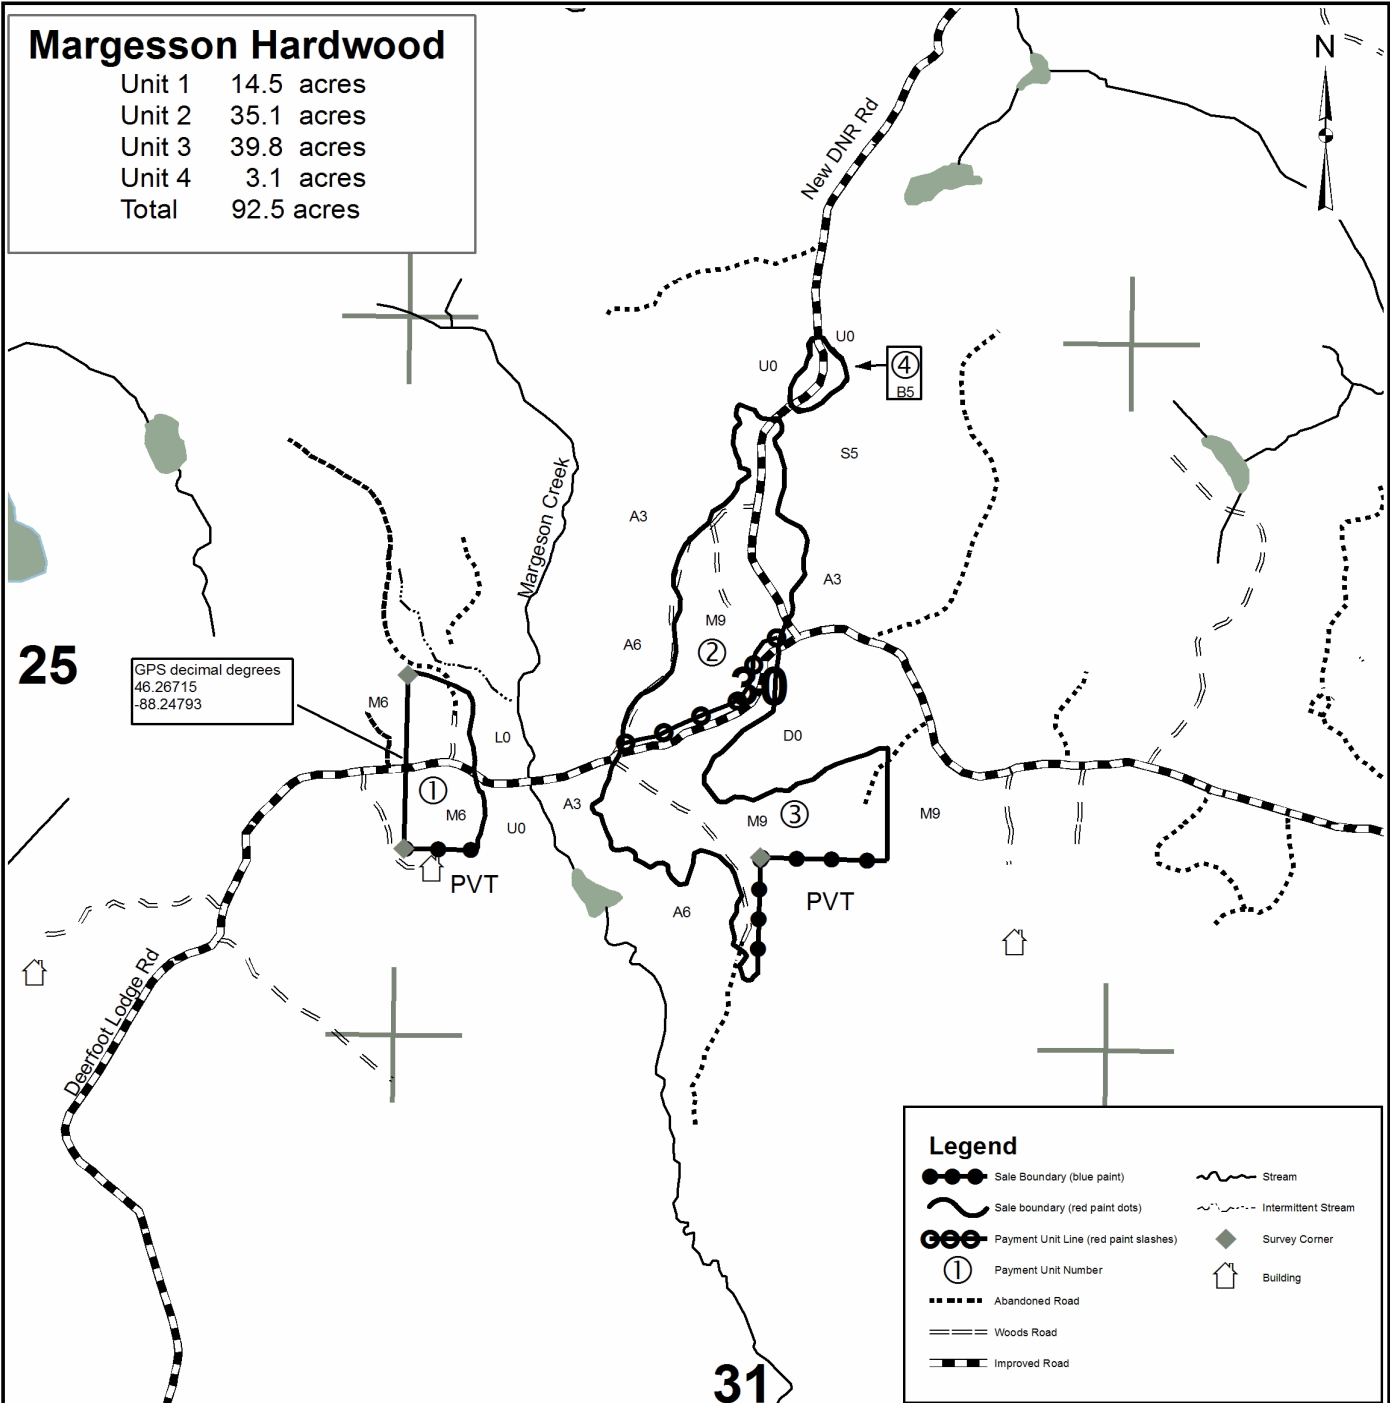 Margesson Hardwood
Unit 1 14.5 acres
Unit 2 35.1 acres
Unit 3 39.8 acres
Unit 4 3.1 acres
Total 92.5 acres
N
New DNR Rd
U0
U0
④
B5
S5
Margeson Creek
A3
A3
M9
A6
②
25
30
GPS decimal degrees
46.26715
-88.24793
M6
L0
D0
①
M6
A3
U0
M9
③
M9
PVT
PVT
A6
Deerfoot Lodge Rd
31
Legend
Sale Boundary (blue paint)
Sale boundary (red paint dots)
Payment Unit Line (red paint slashes)
① Payment Unit Number
Abandoned Road
Woods Road
Improved Road
Stream
Intermittent Stream
Survey Corner
Building